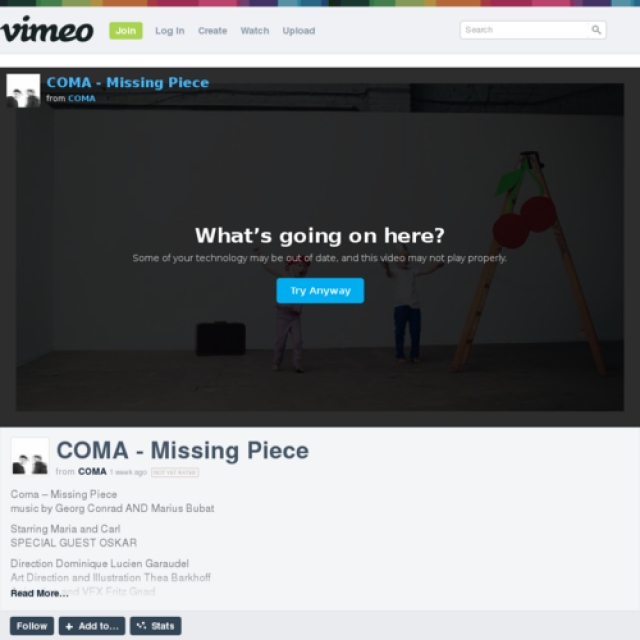 vimeo
Join Log In Create Watch Upload Search
COMA - Missing Piece
from COMA
What's going on here?
Some of your technology may be out of date, and this video may not play properly.
Try Anyway
COMA - Missing Piece
from COMA 1 week ago NOT YET RATED
Coma – Missing Piece
music by Georg Conrad AND Marius Bubat
Starring Maria and Carl
SPECIAL GUEST OSKAR
Direction Dominique Lucien Garaudel
Art Direction and Illustration Thea Barkhoff
Read More... and VFX Fritz Gnad
Follow + Add to... Stats